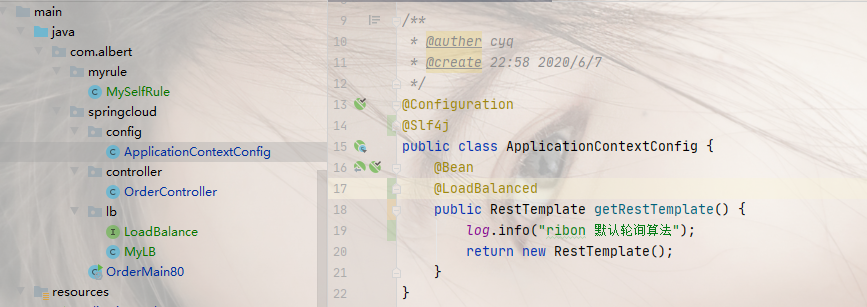 main
java
com.albert
myrule
MySelfRule
springcloud
config
ApplicationContextConfig
controller
OrderController
lb
LoadBalance
MyLB
OrderMain80
resources
9 /**
10 * @auther cyq
11 * @create 22:58 2020/6/7
12 */
13 @Configuration
14 @Slf4j
15 public class ApplicationContextConfig {
16 @Bean
17 @LoadBalanced
18 public RestTemplate getRestTemplate() {
19 log.info("ribon 默认轮询算法");
20 return new RestTemplate();
21 }
22 }